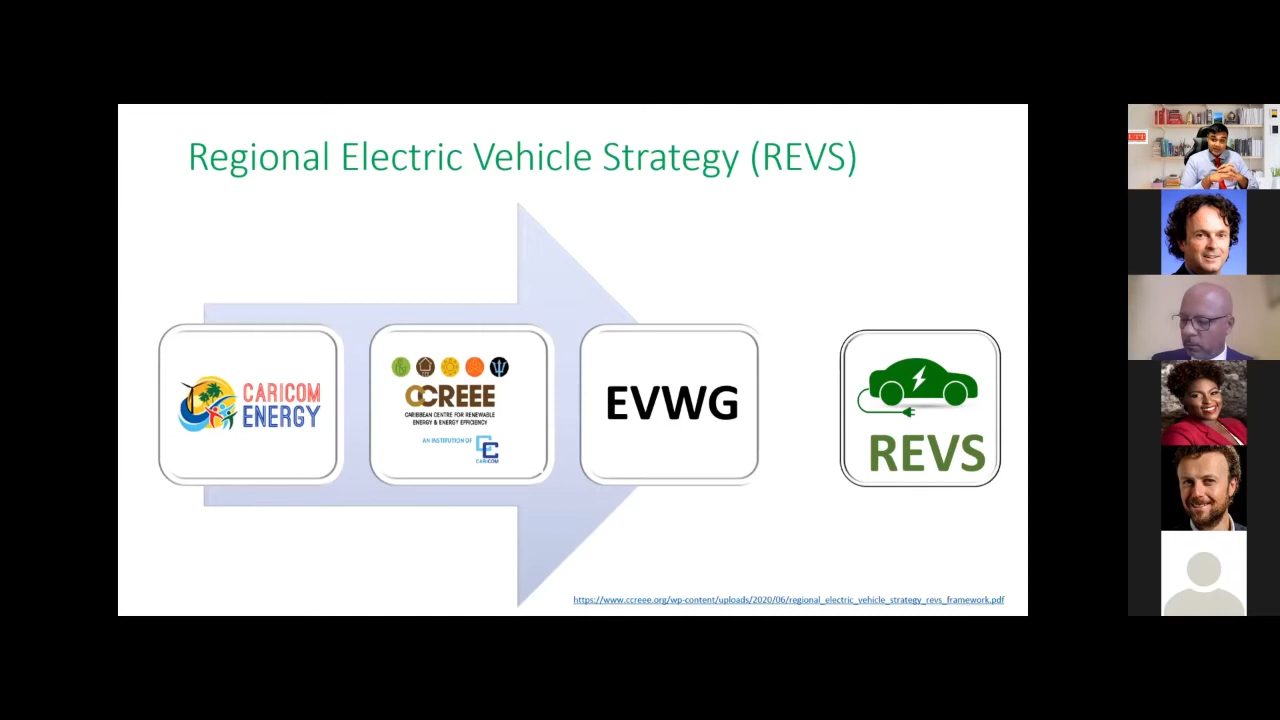 Regional Electric Vehicle Strategy (REVS)
CARICOM
ENERGY
CCREEE
CARIBBEAN CENTRE FOR RENEWABLE
ENERGY & ENERGY EFFICIENCY
AN INSTITUTION OF
CARICOM
EVWG
REVS
https://www.ccreee.org/wp-content/uploads/2020/06/regional_electric_vehicle_strategy_revs_framework.pdf